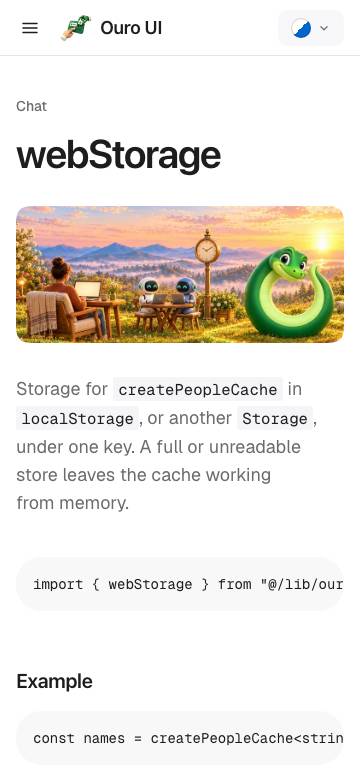 Ouro UI
Chat
webStorage
Storage for createPeopleCache in
localStorage, or another Storage,
under one key. A full or unreadable
store leaves the cache working
from memory.
import { webStorage } from "@/lib/our
Example
const names = createPeopleCache<strin